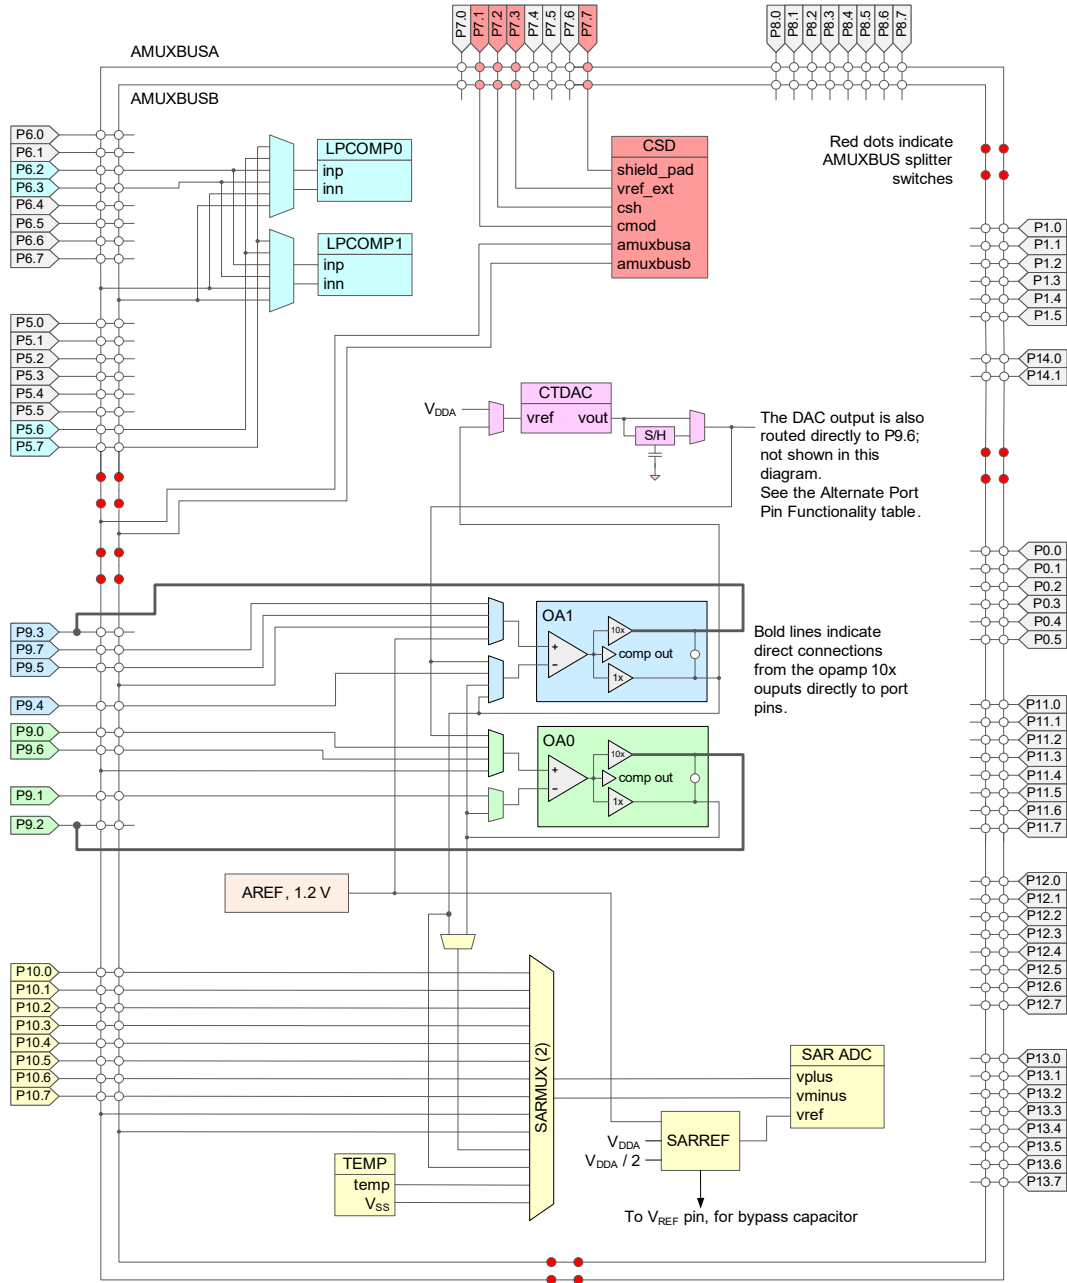 P7.0
P7.1
P7.2
P7.3
P7.4
P7.5
P7.6
P7.7
P8.0
P8.1
P8.2
P8.3
P8.4
P8.5
P8.6
P8.7
AMUXBUSA
AMUXBUSB
P6.0
P6.1
P6.2
P6.3
P6.4
P6.5
P6.6
P6.7
LPCOMP0
inp
inn
LPCOMP1
inp
inn
CSD
shield_pad
vref_ext
csh
cmod
amuxbusa
amuxbusb
Red dots indicate
AMUXBUS splitter
switches
P1.0
P1.1
P1.2
P1.3
P1.4
P1.5
P5.0
P5.1
P5.2
P5.3
P5.4
P5.5
P5.6
P5.7
P14.0
P14.1
VDDA
CTDAC
vref vout
S/H
The DAC output is also
routed directly to P9.6;
not shown in this
diagram.
See the Alternate Port
Pin Functionality table.
P0.0
P0.1
P0.2
P0.3
P0.4
P0.5
P9.3
P9.7
P9.5
P9.4
P9.0
P9.6
P9.1
P9.2
OA1
+
−
10x
comp out
1x
Bold lines indicate
direct connections
from the opamp 10x
ouputs directly to port
pins.
OA0
+
−
10x
comp out
1x
P11.0
P11.1
P11.2
P11.3
P11.4
P11.5
P11.6
P11.7
AREF, 1.2 V
P12.0
P12.1
P12.2
P12.3
P12.4
P12.5
P12.6
P12.7
P10.0
P10.1
P10.2
P10.3
P10.4
P10.5
P10.6
P10.7
SARMUX (2)
SAR ADC
vplus
vminus
vref
VDDA
VDDA / 2
SARREF
TEMP
temp
VSS
To VREF pin, for bypass capacitor
P13.0
P13.1
P13.2
P13.3
P13.4
P13.5
P13.6
P13.7